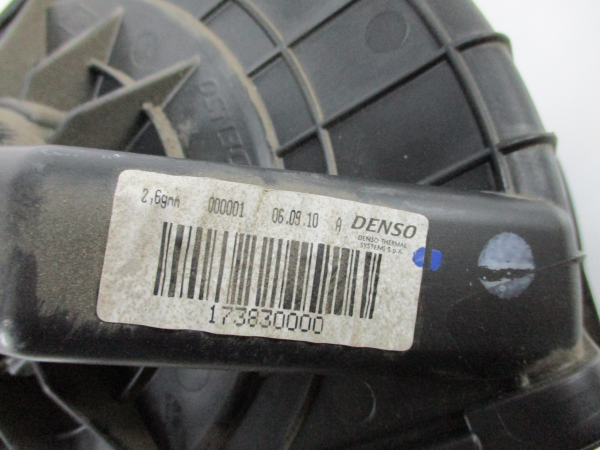 2,6gmm 000001 06.09.10 A DENSO
DENSO THERMAL
SYSTEMS S.p.A.
173830000